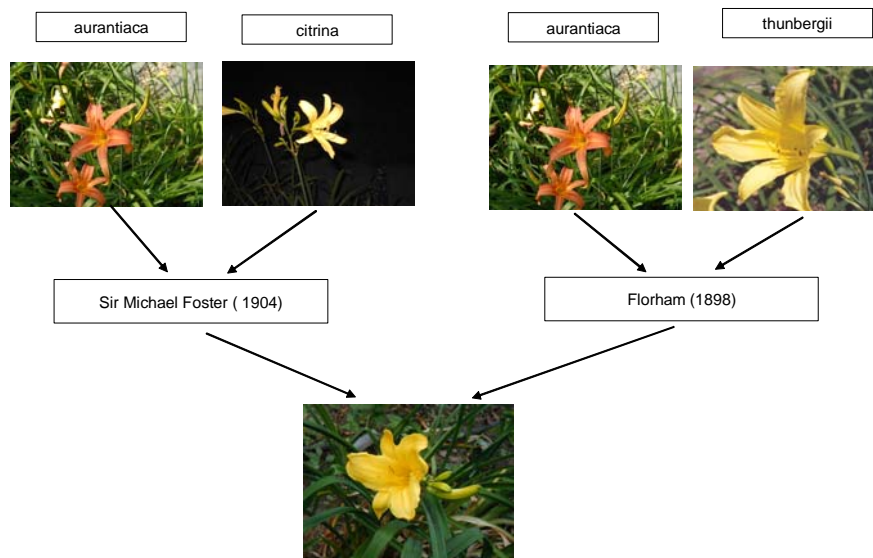 aurantiaca
citrina
aurantiaca
thunbergii
Sir Michael Foster ( 1904)
Florham (1898)